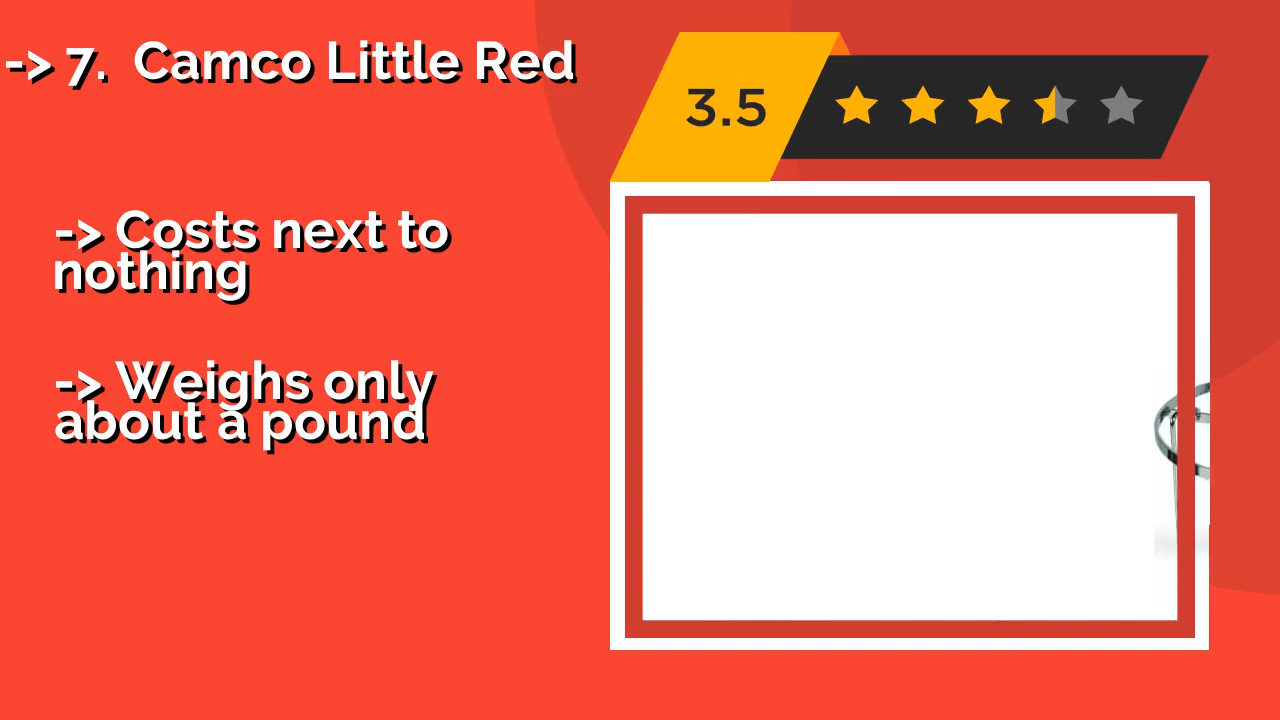 -> 7.  Camco Little Red
3.5
-> Costs next to
nothing
-> Weighs only
about a pound